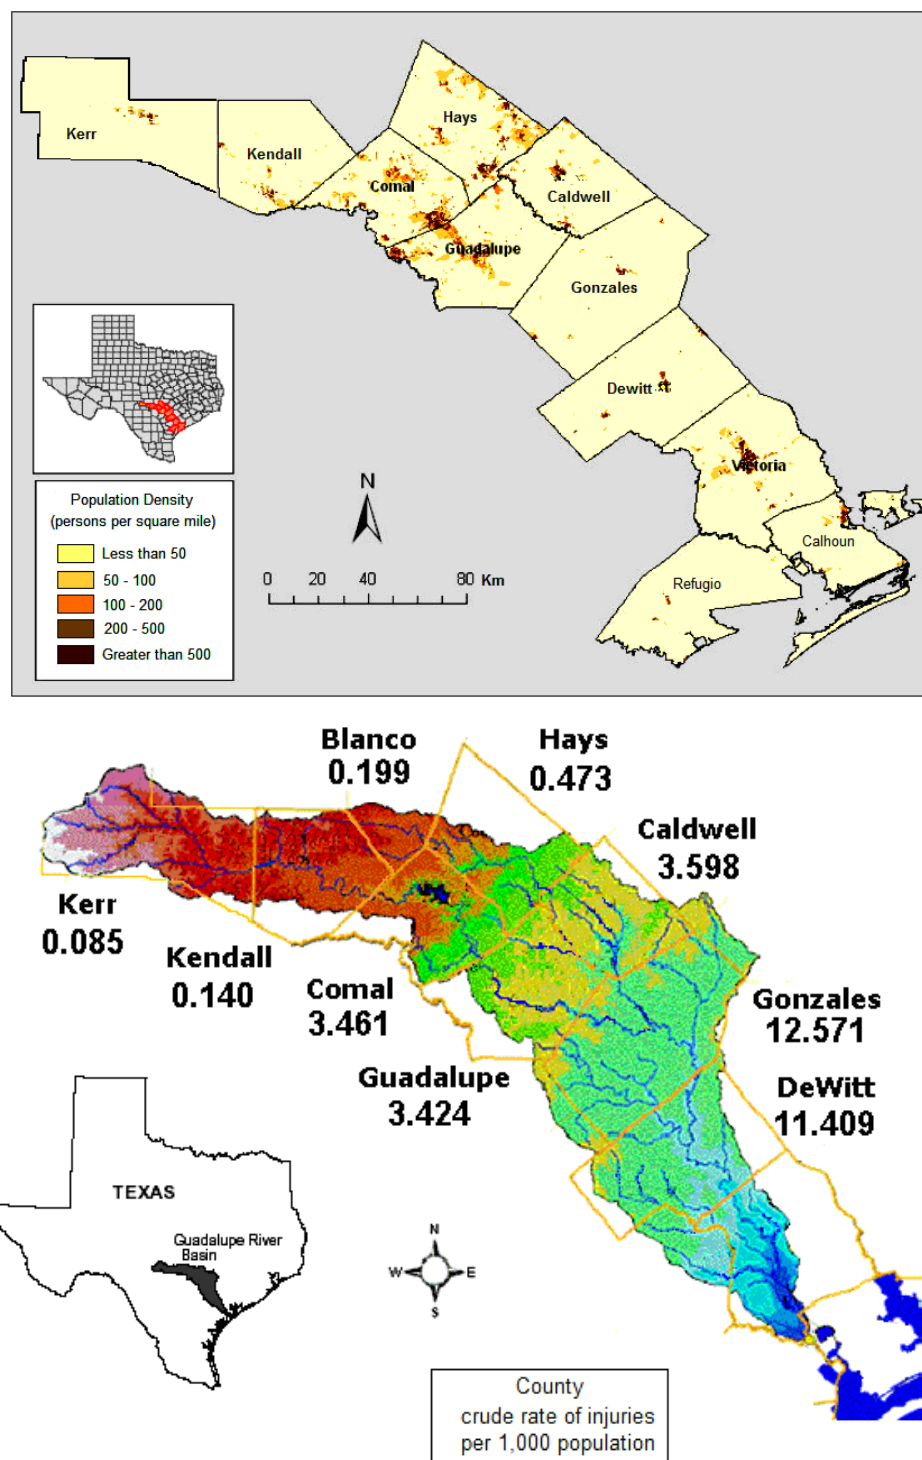 Kerr
Kendall
Hays
Comal
Caldwell
Guadalupe
Gonzales
Dewitt
Victoria
Calhoun
Refugio
Population Density
(persons per square mile)
Less than 50
50 - 100
100 - 200
200 - 500
Greater than 500
N
0 20 40 80 Km
Blanco
0.199
Hays
0.473
Caldwell
3.598
Kerr
0.085
Kendall
0.140
Comal
3.461
Gonzales
12.571
Guadalupe
3.424
DeWitt
11.409
TEXAS
Guadalupe River
Basin
N
W E
S
County
crude rate of injuries
per 1,000 population